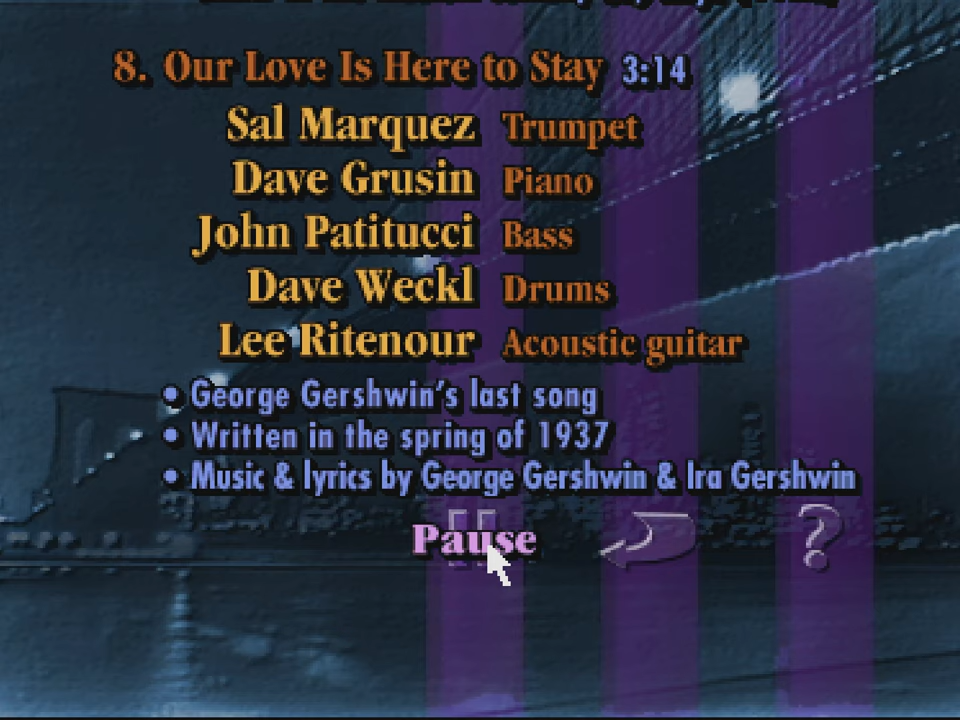 8. Our Love Is Here to Stay 3:14
Sal Marquez Trumpet
Dave Grusin Piano
John Patitucci Bass
Dave Weckl Drums
Lee Ritenour Acoustic guitar
• George Gershwin's last song
• Written in the spring of 1937
• Music & lyrics by George Gershwin & Ira Gershwin
Pause
?